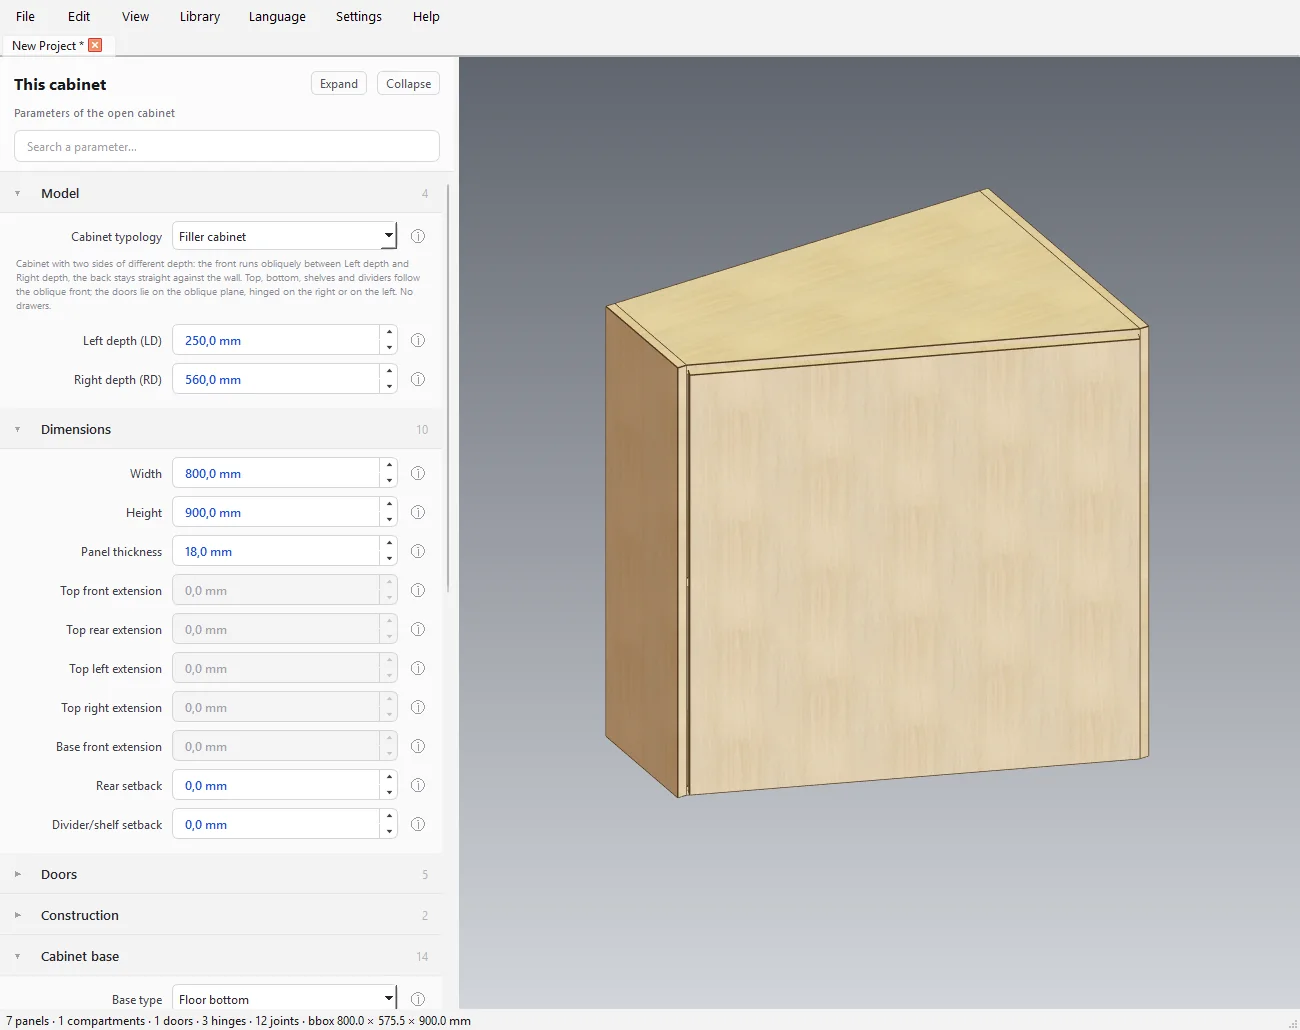 File Edit View Library Language Settings Help
New Project *
This cabinet
Expand Collapse
Parameters of the open cabinet
Search a parameter...
Model 4
Cabinet typology Filler cabinet
Cabinet with two sides of different depth: the front runs obliquely between Left depth and
Right depth, the back stays straight against the wall. Top, bottom, shelves and dividers follow
the oblique front; the doors lie on the oblique plane, hinged on the right or on the left. No
drawers.
Left depth (LD) 250,0 mm
Right depth (RD) 560,0 mm
Dimensions 10
Width 800,0 mm
Height 900,0 mm
Panel thickness 18,0 mm
Top front extension 0,0 mm
Top rear extension 0,0 mm
Top left extension 0,0 mm
Top right extension 0,0 mm
Base front extension 0,0 mm
Rear setback 0,0 mm
Divider/shelf setback 0,0 mm
Doors 5
Construction 2
Cabinet base 14
Base type Floor bottom
7 panels · 1 compartments · 1 doors · 3 hinges · 12 joints · bbox 800.0 × 575.5 × 900.0 mm